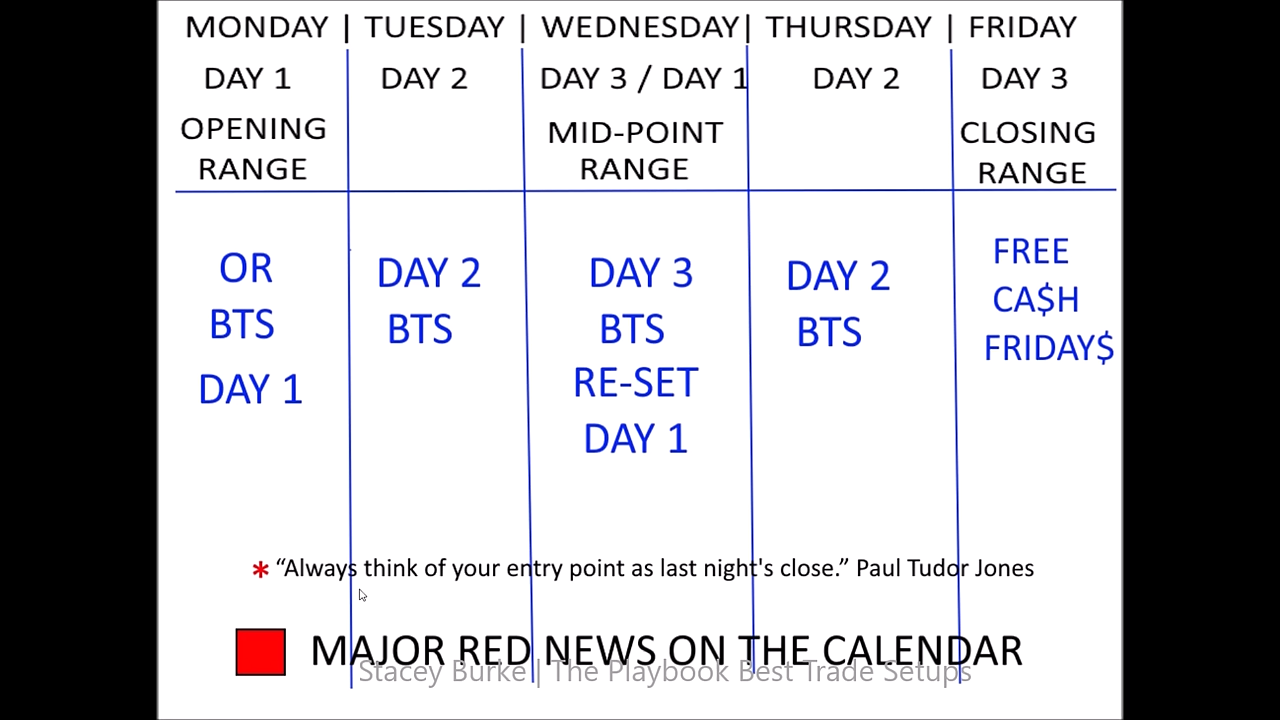 MONDAY | TUESDAY | WEDNESDAY| THURSDAY | FRIDAY
DAY 1 DAY 2 DAY 3 / DAY 1 DAY 2 DAY 3
OPENING RANGE
MID-POINT RANGE
CLOSING RANGE
OR
BTS
DAY 1
DAY 2
BTS
DAY 3
BTS
RE-SET
DAY 1
DAY 2
BTS
FREE
CA$H
FRIDAY$
* “Always think of your entry point as last night's close.” Paul Tudor Jones
MAJOR RED NEWS ON THE CALENDAR
Stacey Burke | The Playbook Best Trade Setups